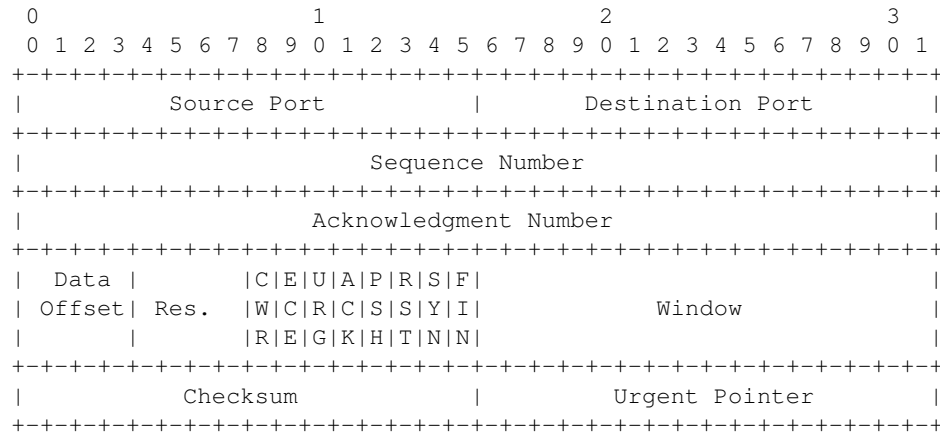 0                   1                   2                   3
 0 1 2 3 4 5 6 7 8 9 0 1 2 3 4 5 6 7 8 9 0 1 2 3 4 5 6 7 8 9 0 1
+-+-+-+-+-+-+-+-+-+-+-+-+-+-+-+-+-+-+-+-+-+-+-+-+-+-+-+-+-+-+-+-+
|          Source Port          |       Destination Port        |
+-+-+-+-+-+-+-+-+-+-+-+-+-+-+-+-+-+-+-+-+-+-+-+-+-+-+-+-+-+-+-+-+
|                        Sequence Number                        |
+-+-+-+-+-+-+-+-+-+-+-+-+-+-+-+-+-+-+-+-+-+-+-+-+-+-+-+-+-+-+-+-+
|                    Acknowledgment Number                      |
+-+-+-+-+-+-+-+-+-+-+-+-+-+-+-+-+-+-+-+-+-+-+-+-+-+-+-+-+-+-+-+-+
|  Data |       |C|E|U|A|P|R|S|F|                               |
| Offset| Res.  |W|C|R|C|S|S|Y|I|            Window             |
|       |       |R|E|G|K|H|T|N|N|                               |
+-+-+-+-+-+-+-+-+-+-+-+-+-+-+-+-+-+-+-+-+-+-+-+-+-+-+-+-+-+-+-+-+
|           Checksum            |         Urgent Pointer        |
+-+-+-+-+-+-+-+-+-+-+-+-+-+-+-+-+-+-+-+-+-+-+-+-+-+-+-+-+-+-+-+-+